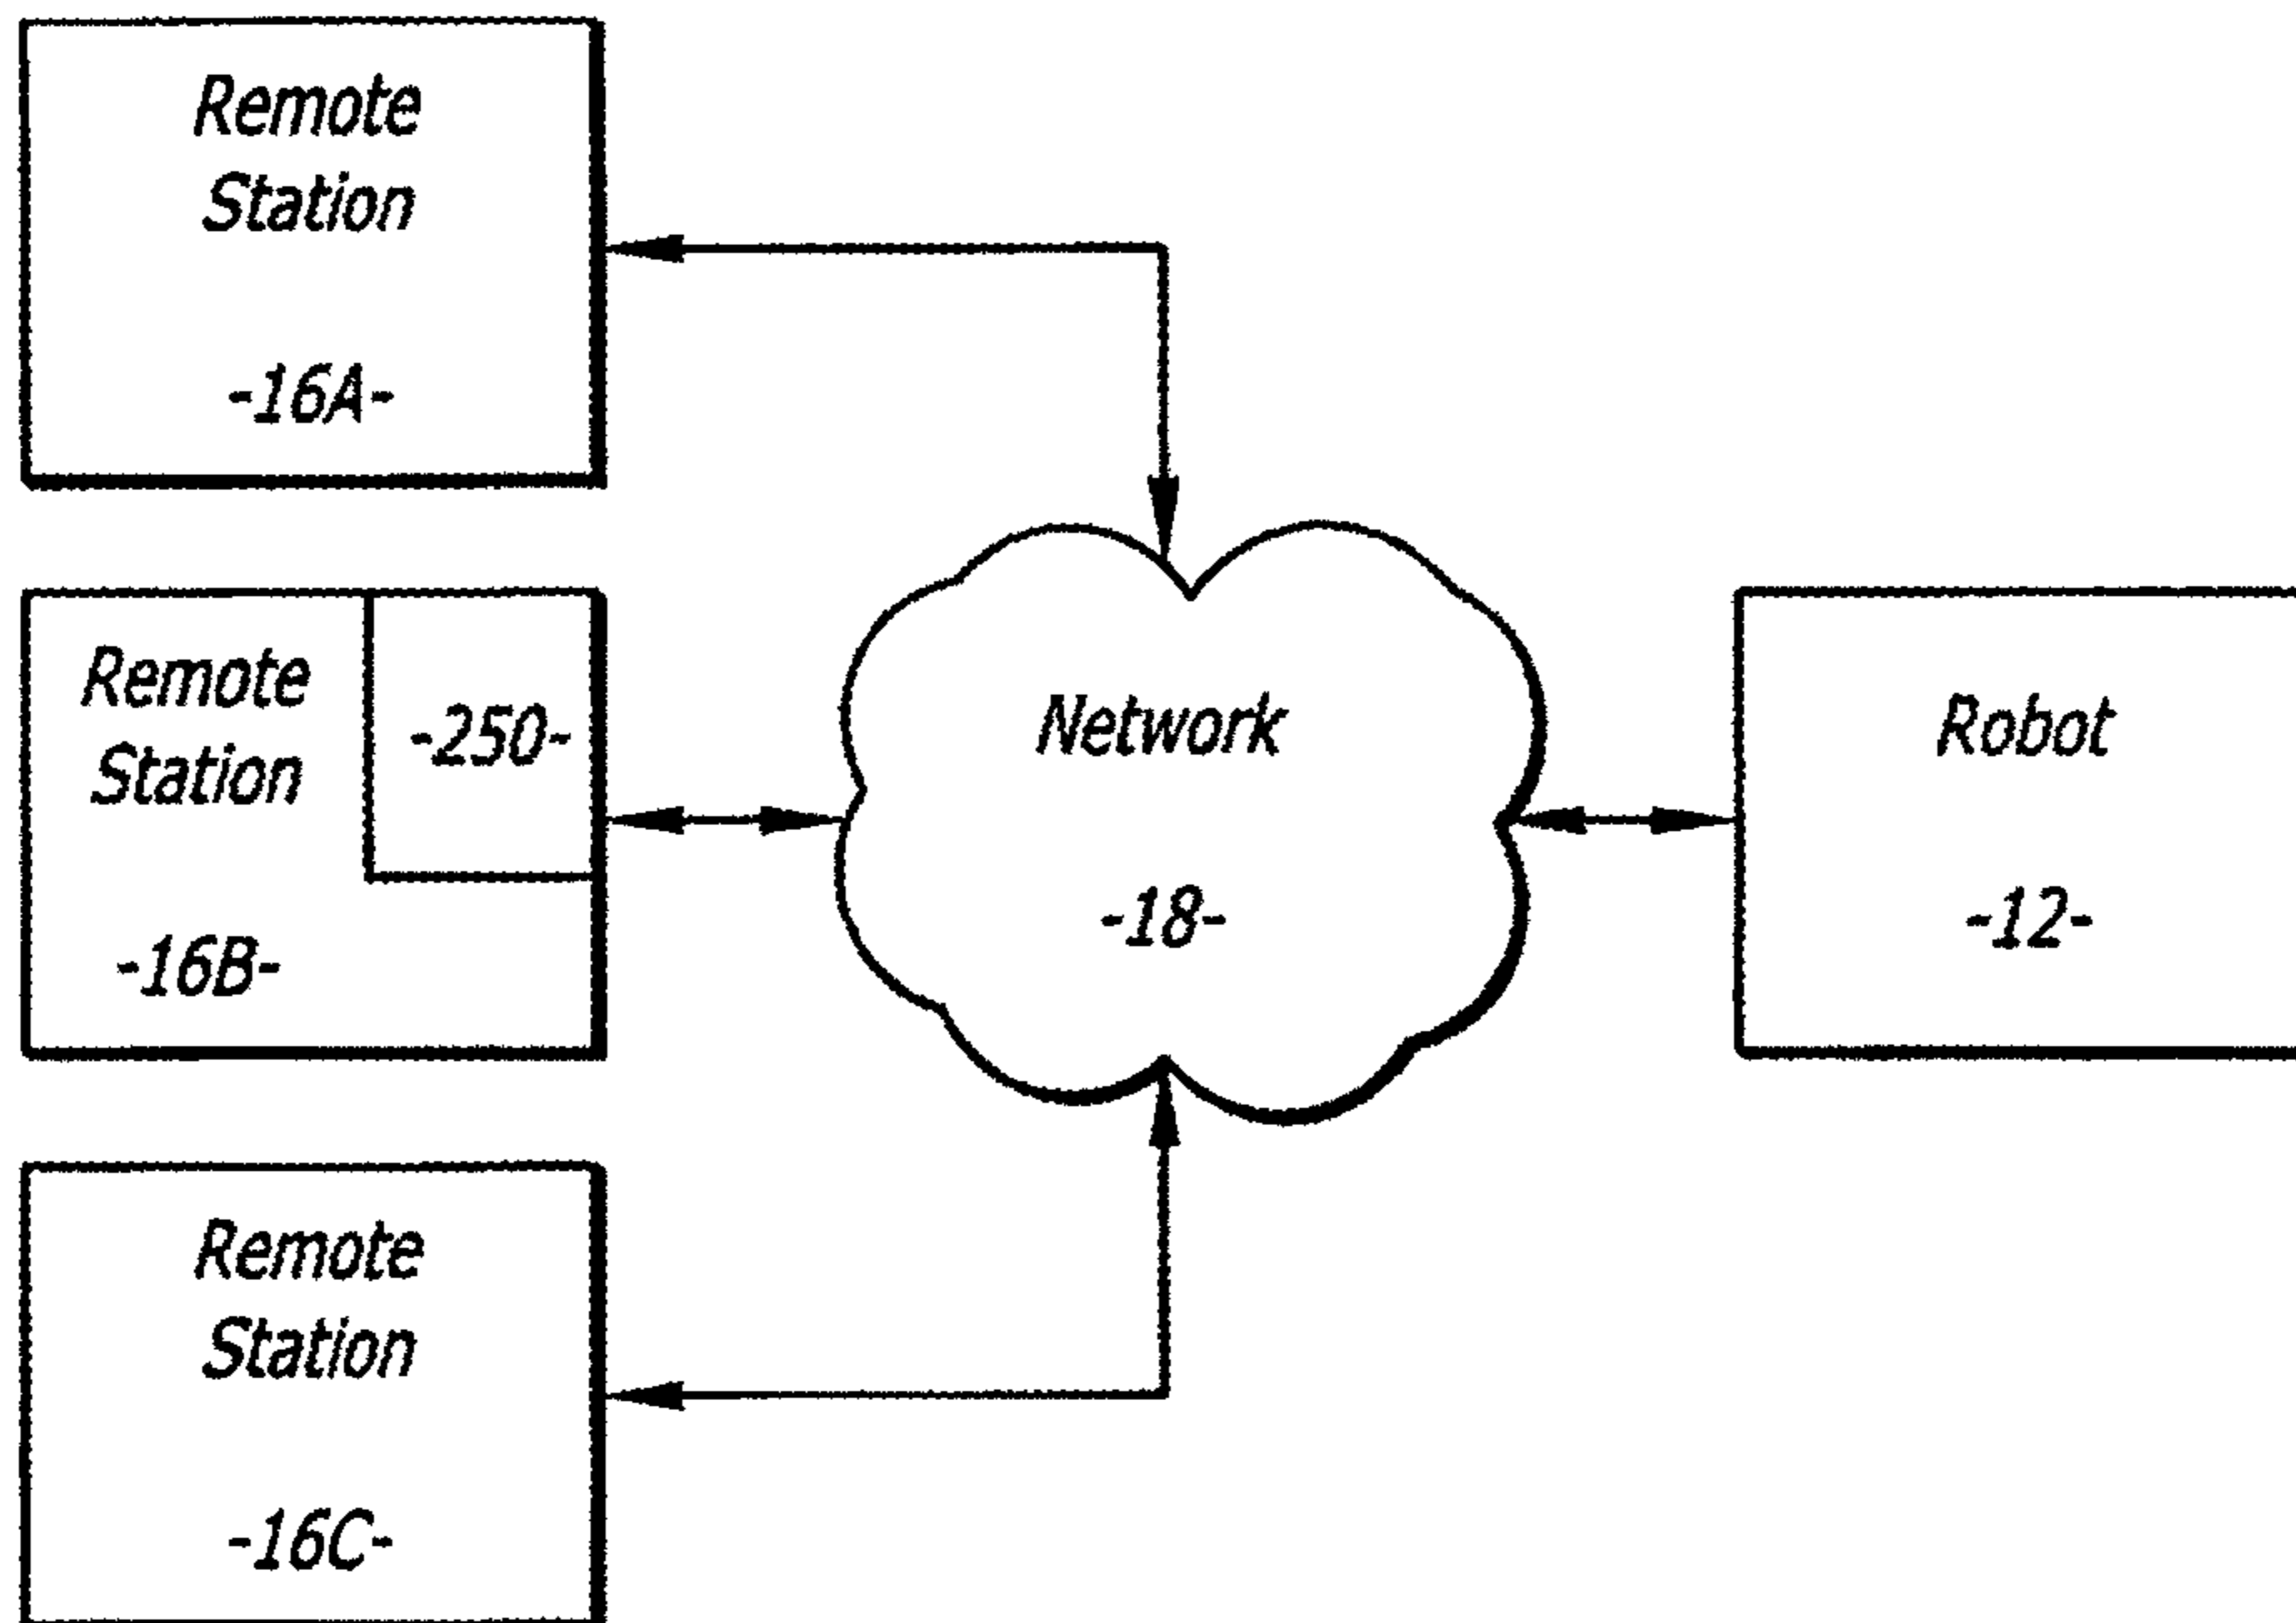 Remote
Station
-16A-
Remote
Station
-250-
-16B-
Network
-18-
Robot
-12-
Remote
Station
-16C-